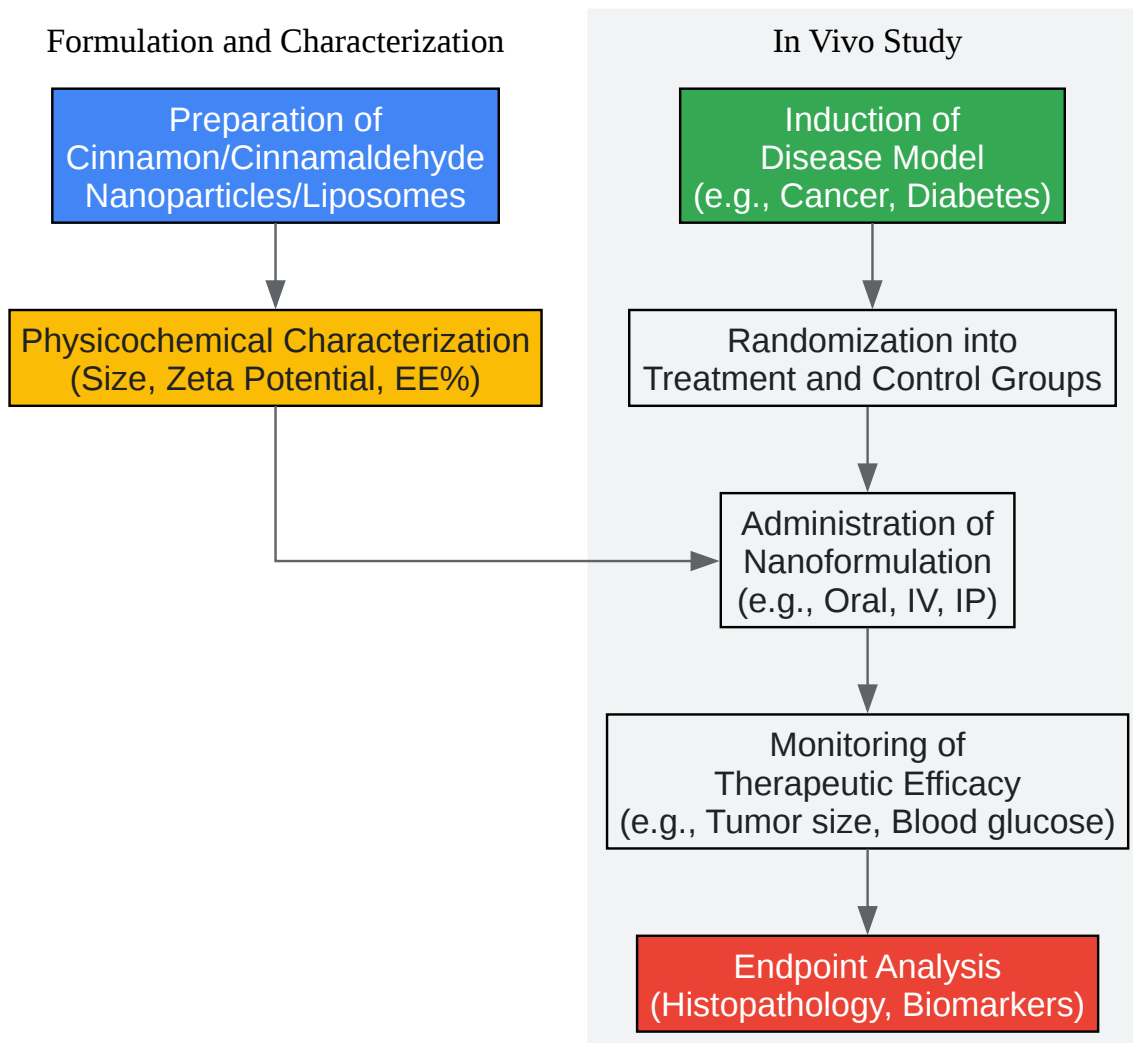 Formulation and Characterization
Preparation of
Cinnamon/Cinnamaldehyde
Nanoparticles/Liposomes
Physicochemical Characterization
(Size, Zeta Potential, EE%)
In Vivo Study
Induction of
Disease Model
(e.g., Cancer, Diabetes)
Randomization into
Treatment and Control Groups
Administration of
Nanoformulation
(e.g., Oral, IV, IP)
Monitoring of
Therapeutic Efficacy
(e.g., Tumor size, Blood glucose)
Endpoint Analysis
(Histopathology, Biomarkers)